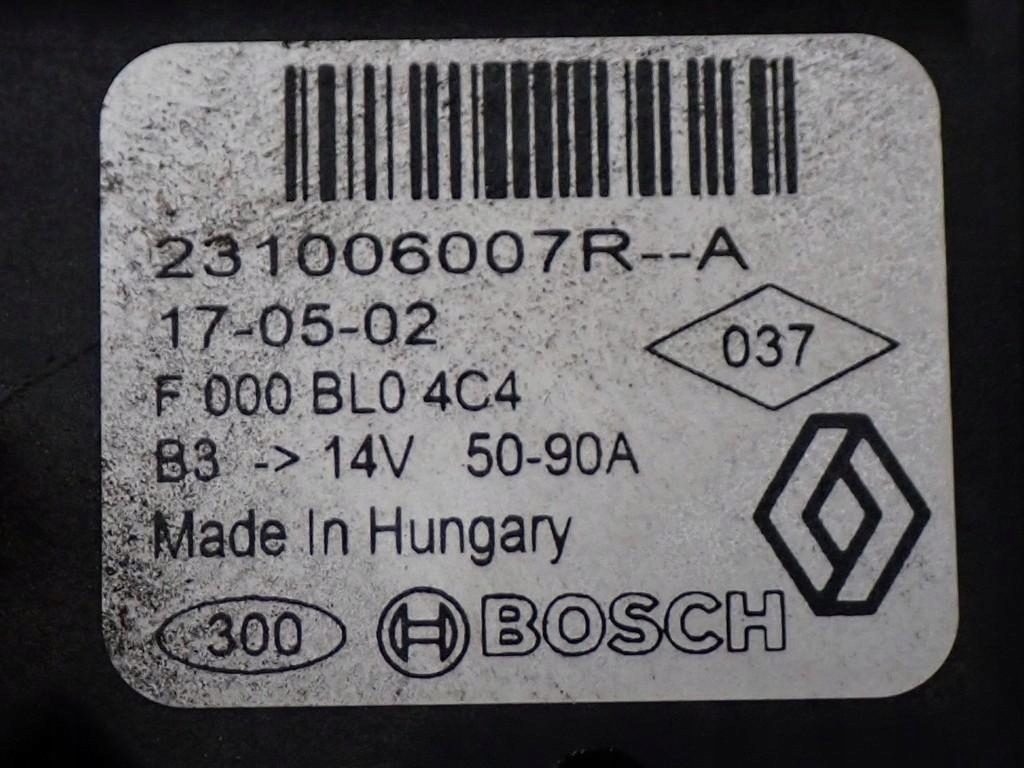 231006007R--A
17-05-02
037
F 000 BL0 4C4
B3 -> 14V 50-90A
Made In Hungary
300
BOSCH